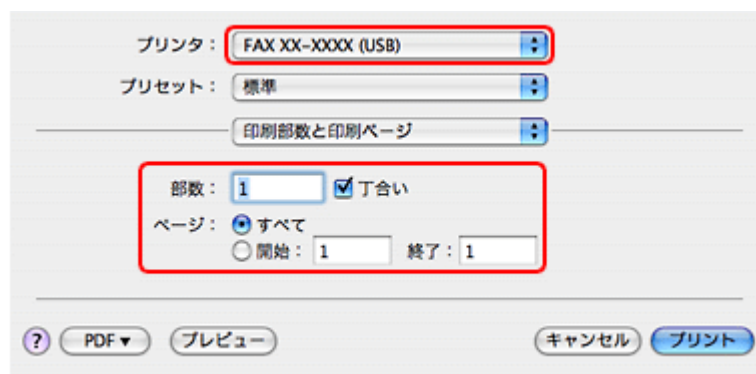 プリンタ： FAX XX-XXXX (USB)
プリセット： 標準
印刷部数と印刷ページ
部数： 1 丁合い
ページ： すべて
開始： 1 終了： 1
? PDF▼ プレビュー キャンセル プリント